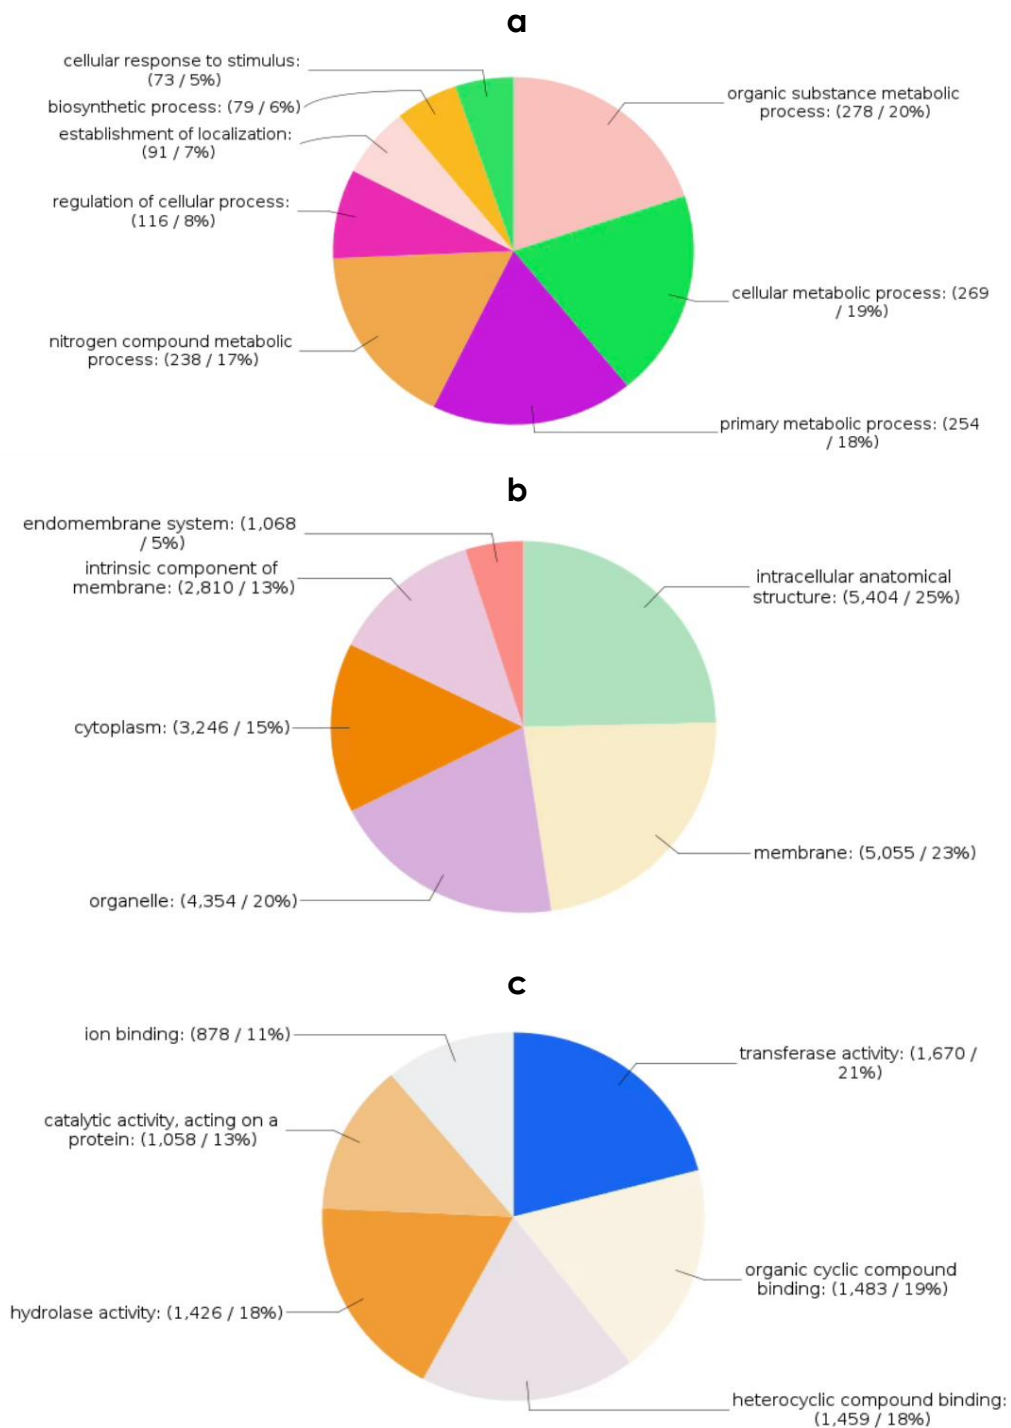 a
cellular response to stimulus:
(73 / 5%)
biosynthetic process: (79 / 6%)
establishment of localization:
(91 / 7%)
regulation of cellular process:
(116 / 8%)
nitrogen compound metabolic
process: (238 / 17%)
organic substance metabolic
process: (278 / 20%)
cellular metabolic process: (269
/ 19%)
primary metabolic process: (254
/ 18%)
b
endomembrane system: (1,068
/ 5%)
intrinsic component of
membrane: (2,810 / 13%)
cytoplasm: (3,246 / 15%)
organelle: (4,354 / 20%)
intracellular anatomical
structure: (5,404 / 25%)
membrane: (5,055 / 23%)
c
ion binding: (878 / 11%)
catalytic activity, acting on a
protein: (1,058 / 13%)
hydrolase activity: (1,426 / 18%)
transferase activity: (1,670 /
21%)
organic cyclic compound
binding: (1,483 / 19%)
heterocyclic compound binding:
(1,459 / 18%)